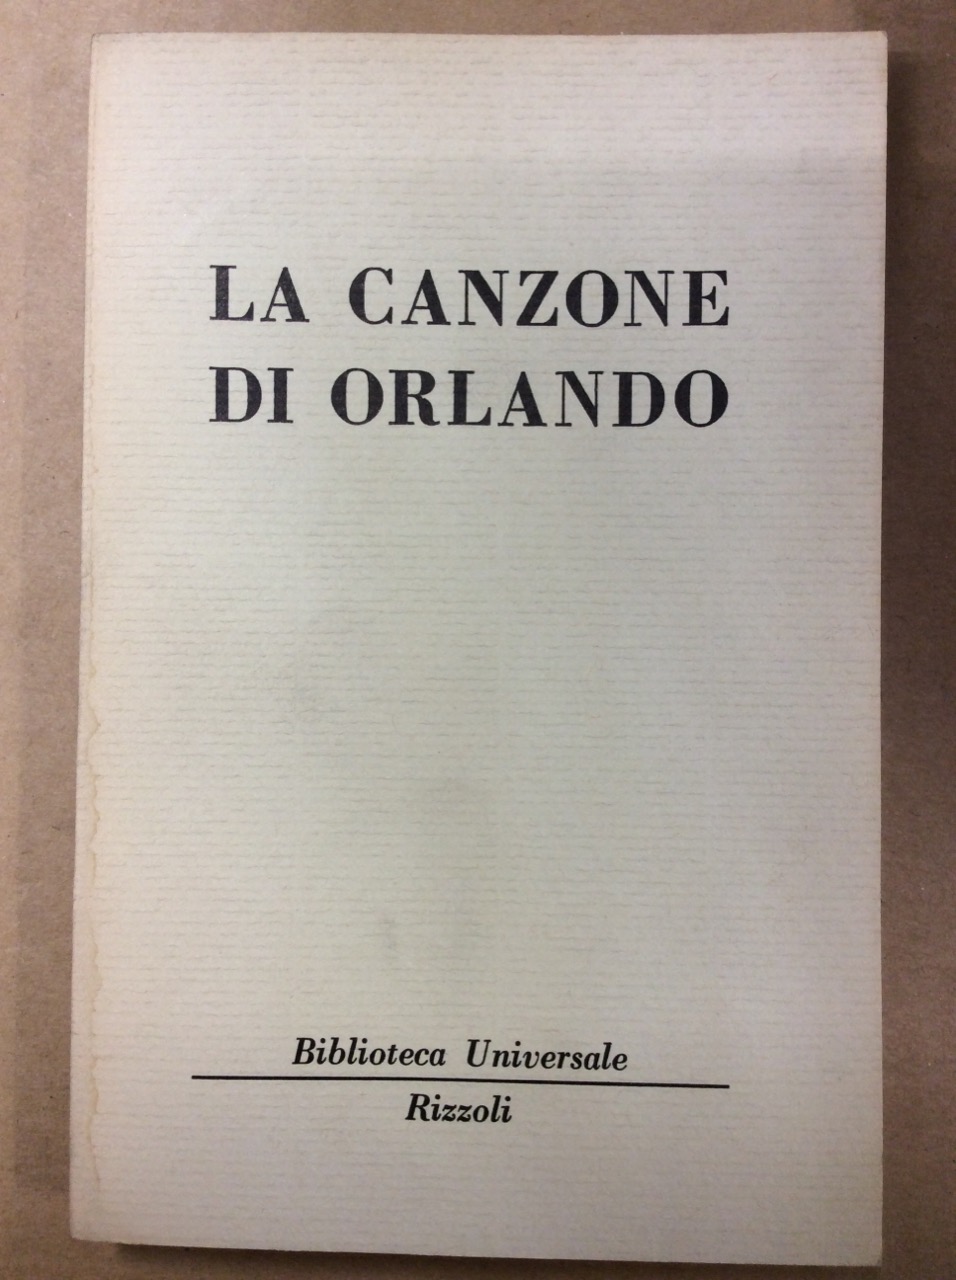 LA CANZONE
DI ORLANDO
Biblioteca Universale
Rizzoli